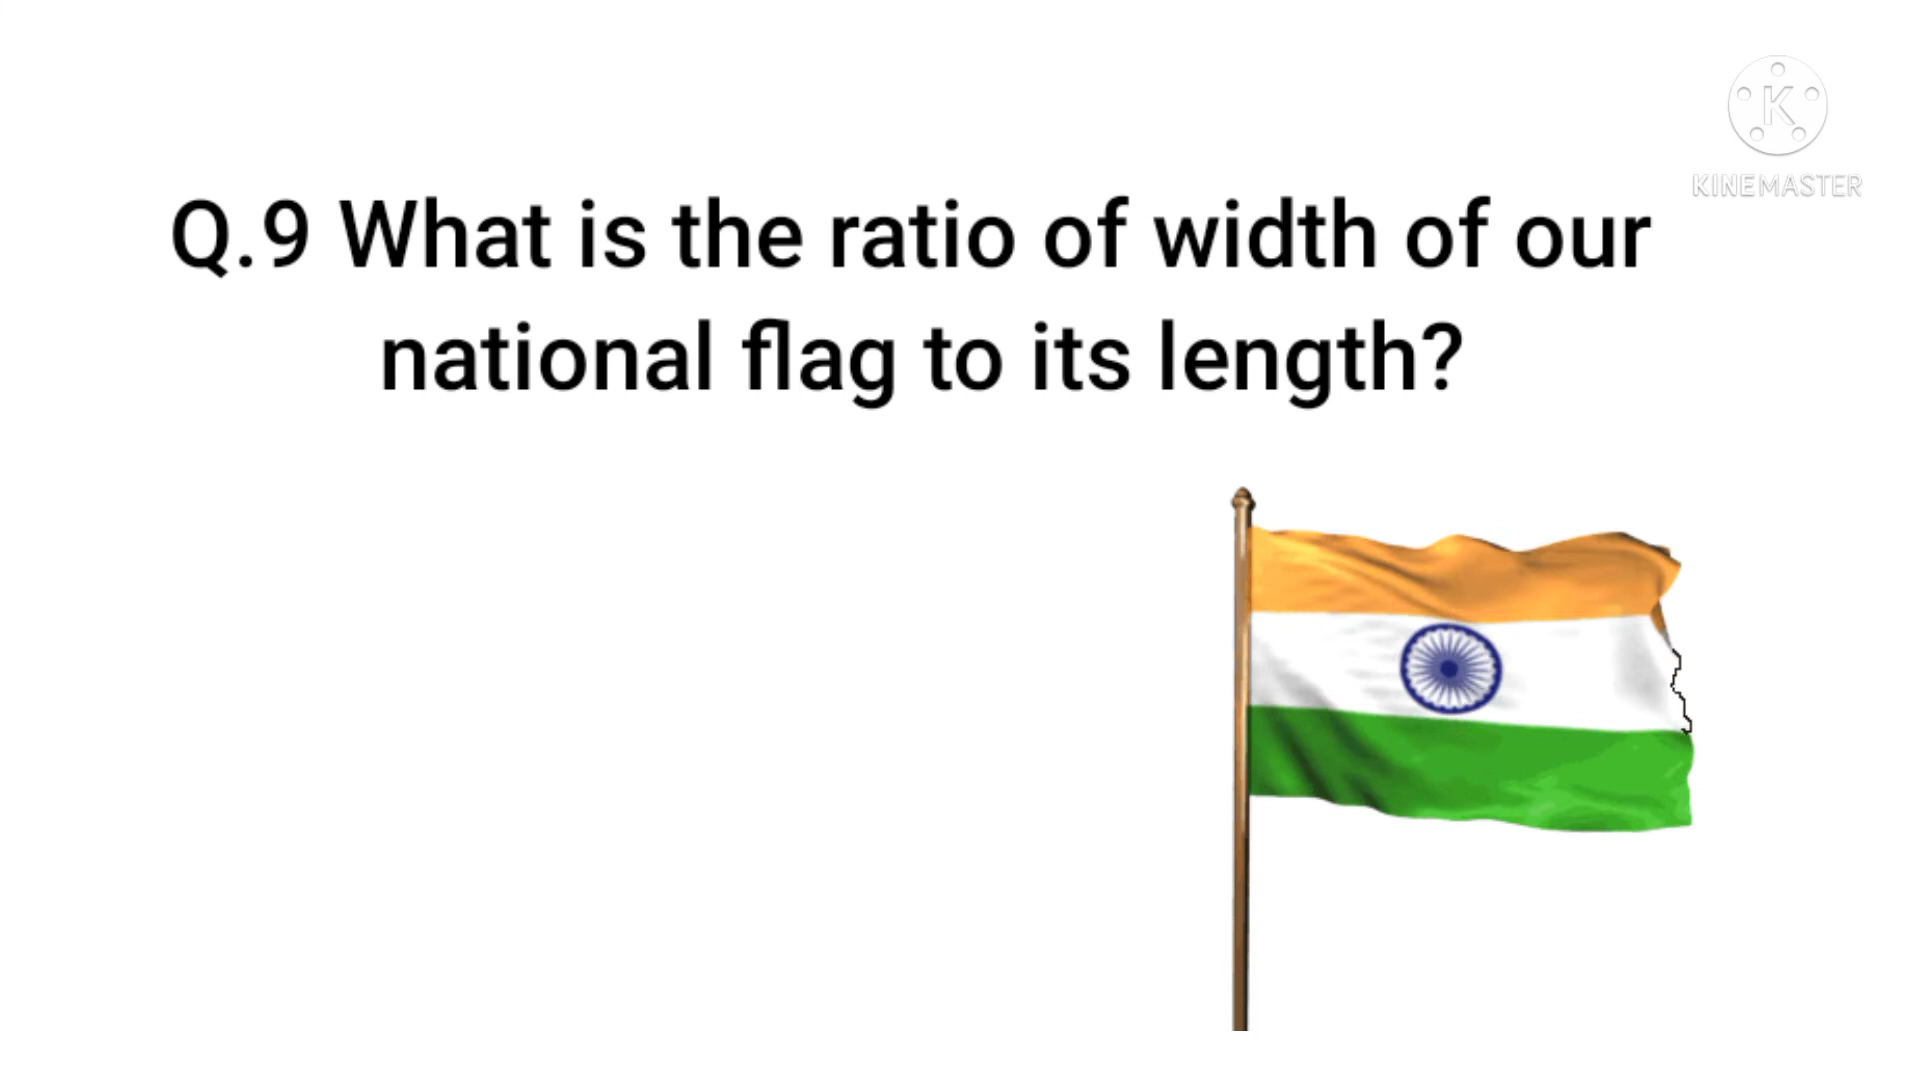 K
KINEMASTER
Q.9 What is the ratio of width of our
national flag to its length?